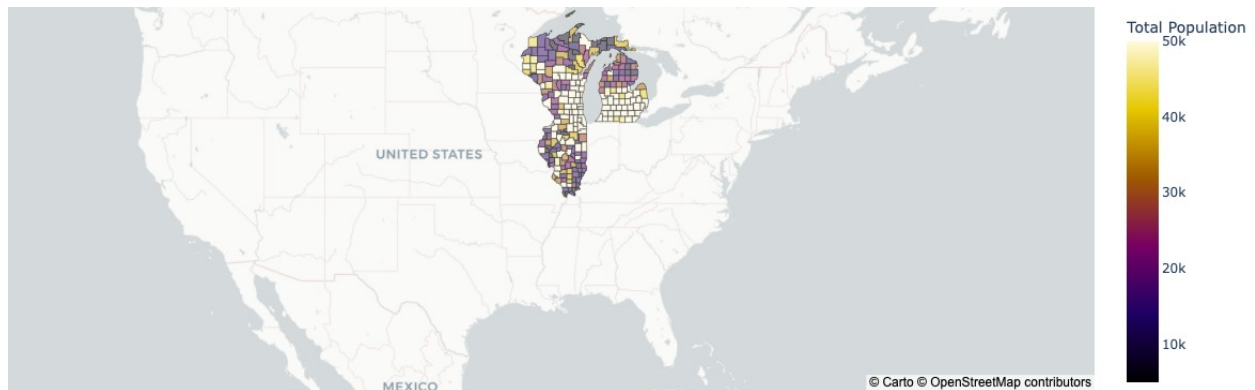 Total Population
50k
40k
30k
20k
10k
UNITED STATES
MEXICO
© Carto © OpenStreetMap contributors